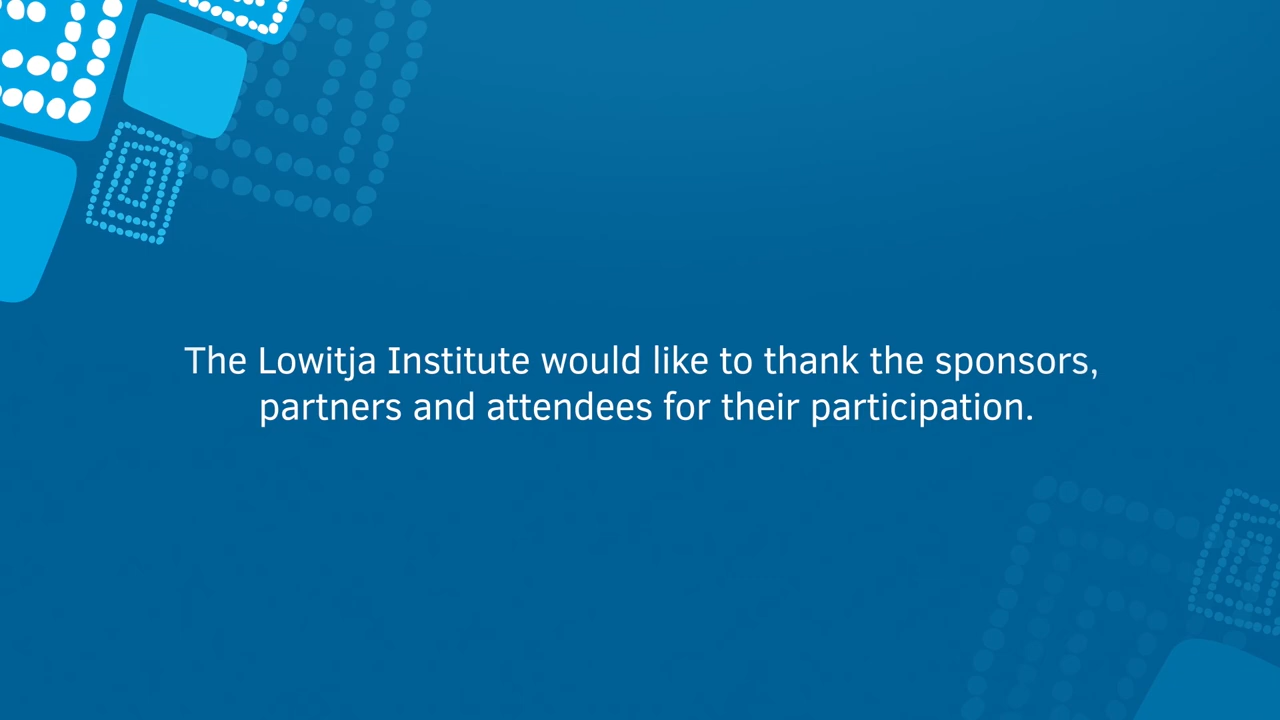 The Lowitja Institute would like to thank the sponsors,
partners and attendees for their participation.